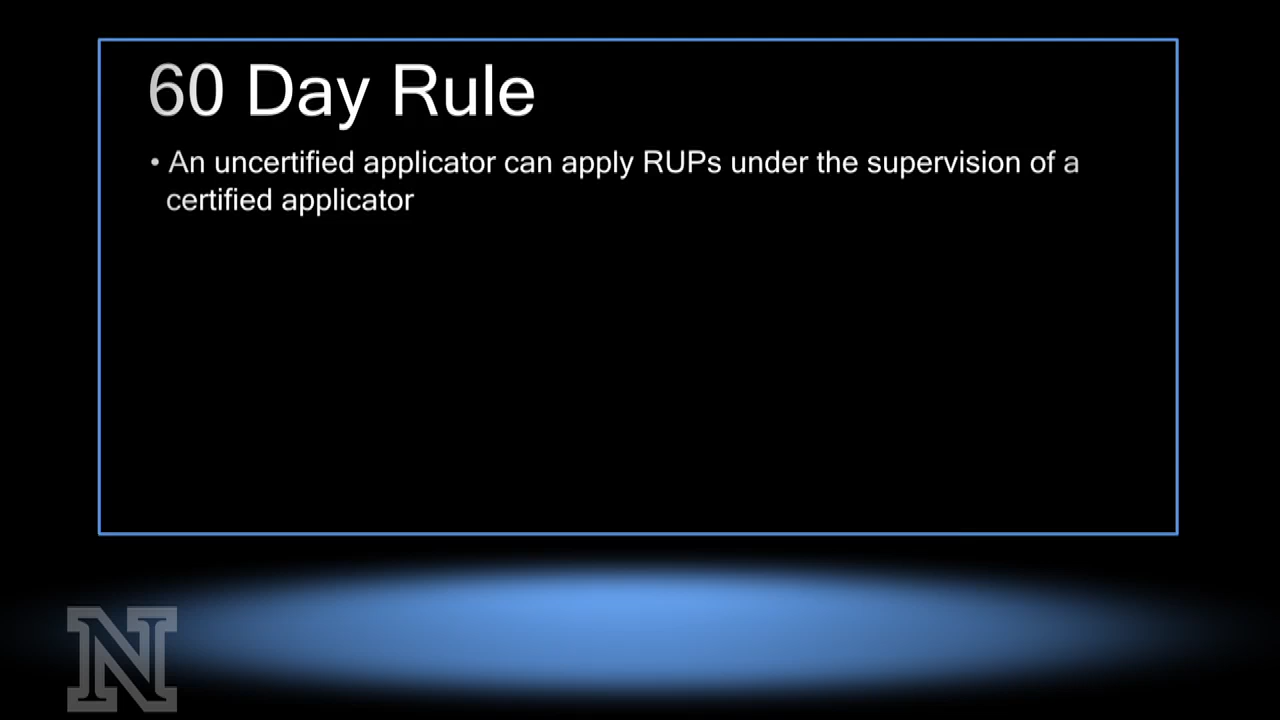 60 Day Rule
• An uncertified applicator can apply RUPs under the supervision of a
certified applicator
N